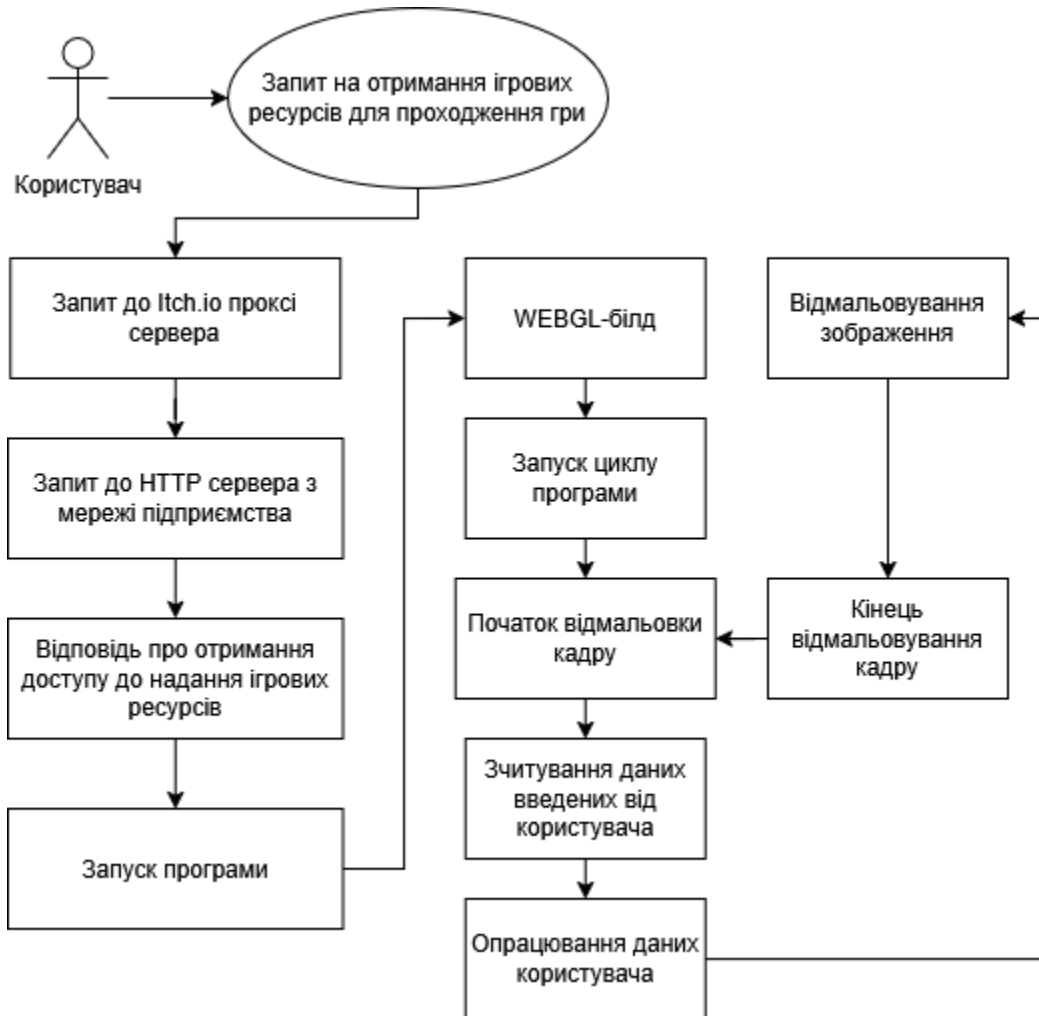 Запит на отримання ігрових
ресурсів для проходження гри
Користувач
Запит до Itch.io проксі
сервера
Запит до HTTP сервера з
мережі підприємства
Відповідь про отримання
доступу до надання ігрових
ресурсів
Запуск програми
WEBGL-білд
Запуск циклу
програми
Початок відмальовки
кадру
Зчитування даних
введених від
користувача
Опрацювання даних
користувача
Відмальовування
зображення
Кінець
відмальовування
кадру